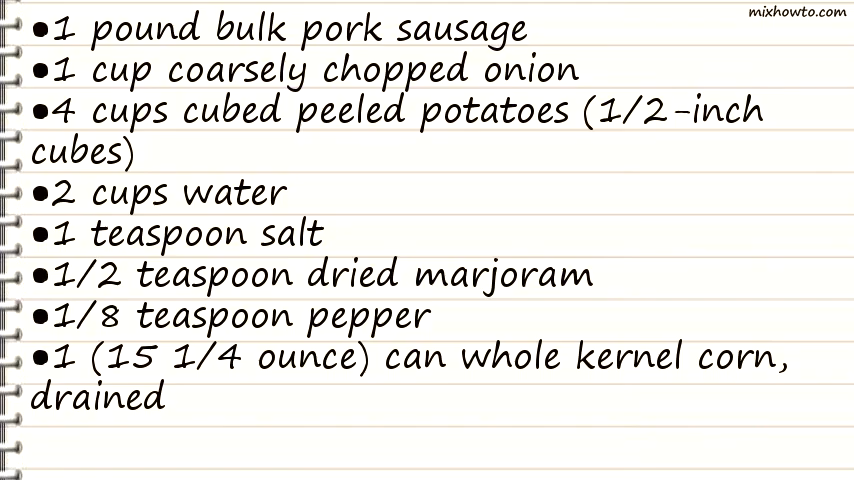 mixhowto.com
•1 pound bulk pork sausage
•1 cup coarsely chopped onion
•4 cups cubed peeled potatoes (1/2-inch
cubes)
•2 cups water
•1 teaspoon salt
•1/2 teaspoon dried marjoram
•1/8 teaspoon pepper
•1 (15 1/4 ounce) can whole kernel corn,
drained